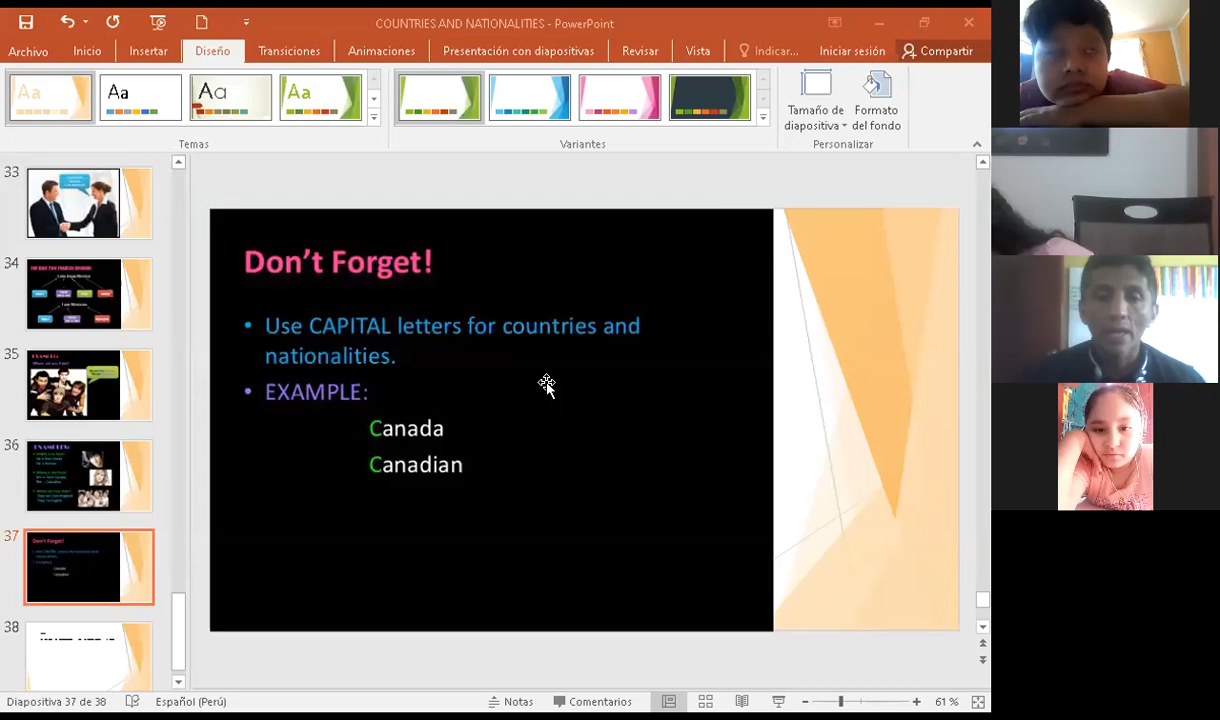 COUNTRIES AND NATIONALITIES - PowerPoint
Archivo Inicio Insertar Diseño Transiciones Animaciones Presentación con diapositivas Revisar Vista Indicar... Iniciar sesión Compartir
Aa Aa Aa Aa
Tamaño de diapositiva
Formato del fondo
Temas Variantes Personalizar
33
34
35
36
37
38
Don't Forget!
Don't Forget!
• Use CAPITAL letters for countries and
nationalities.
• EXAMPLE:
Canada
Canadian
Diapositiva 37 de 38 Español (Perú) Notas Comentarios 61 %